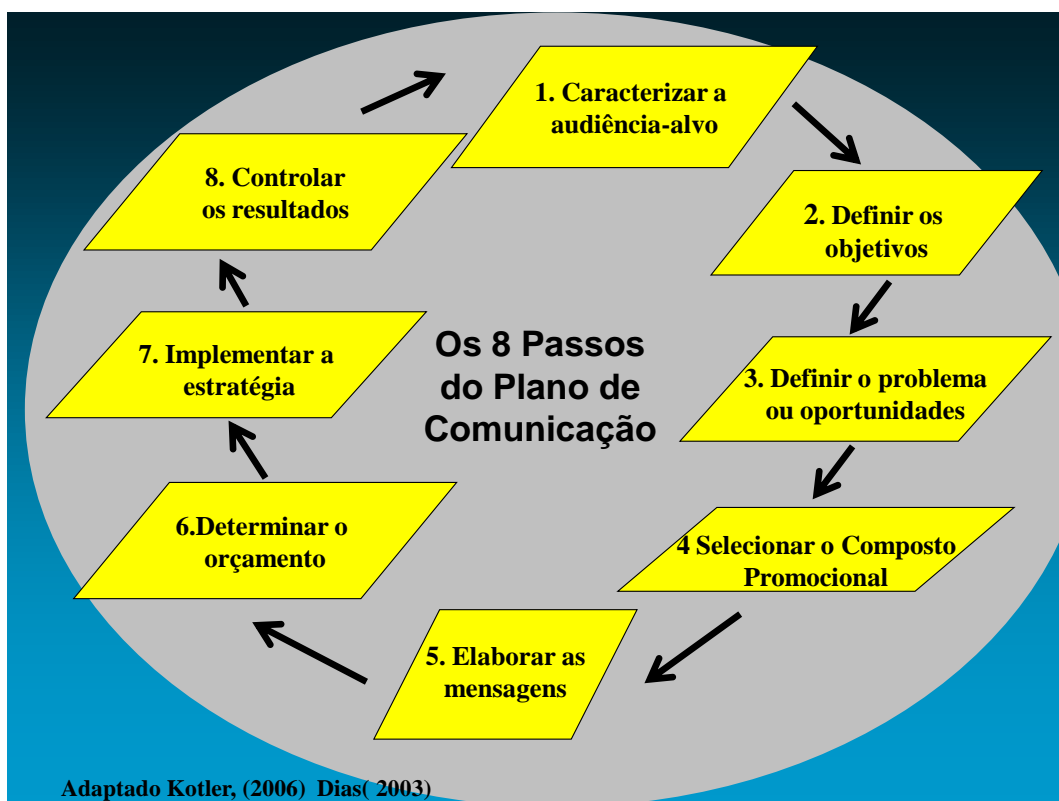 1. Caracterizar a
audiência-alvo
2. Definir os
objetivos
3. Definir o problema
ou oportunidades
4 Selecionar o Composto
Promocional
5. Elaborar as
mensagens
6.Determinar o
orçamento
7. Implementar a
estratégia
8. Controlar
os resultados
Os 8 Passos
do Plano de
Comunicação
Adaptado Kotler, (2006) Dias( 2003)